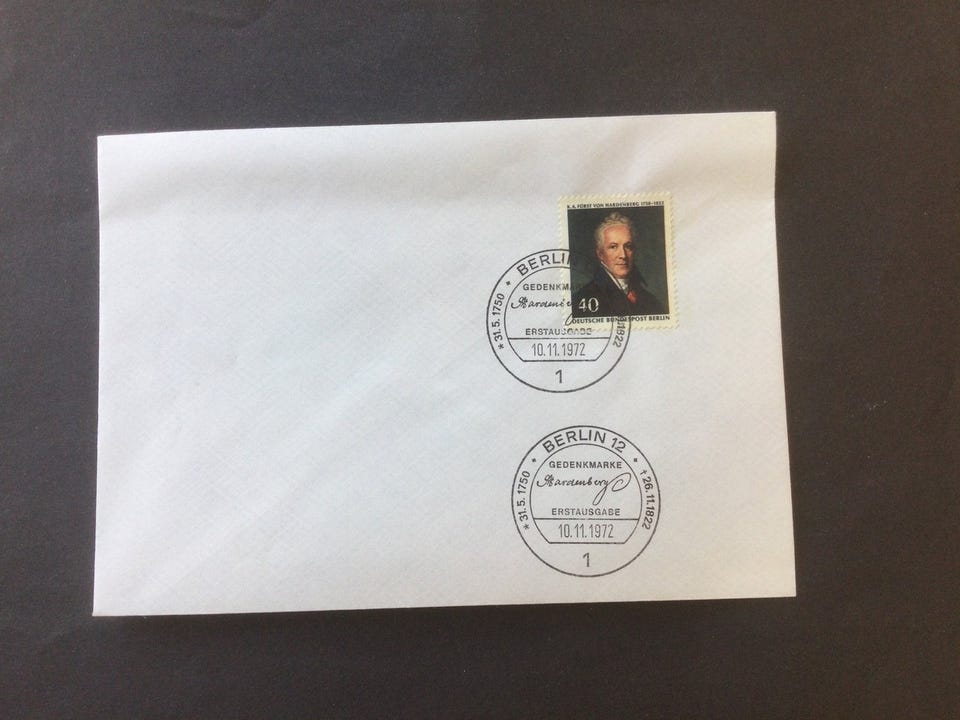 K. A. FÜRST VON HARDENBERG 1750-1822
40
DEUTSCHE BUNDESPOST BERLIN
BERLIN
GEDENKMARKE
Hardenberg
ERSTAUSGABE
10.11.1972
1
* 31.5.1750
1822
BERLIN 12
GEDENKMARKE
Hardenberg
ERSTAUSGABE
10.11.1972
1
* 31.5.1750
† 26.11.1822